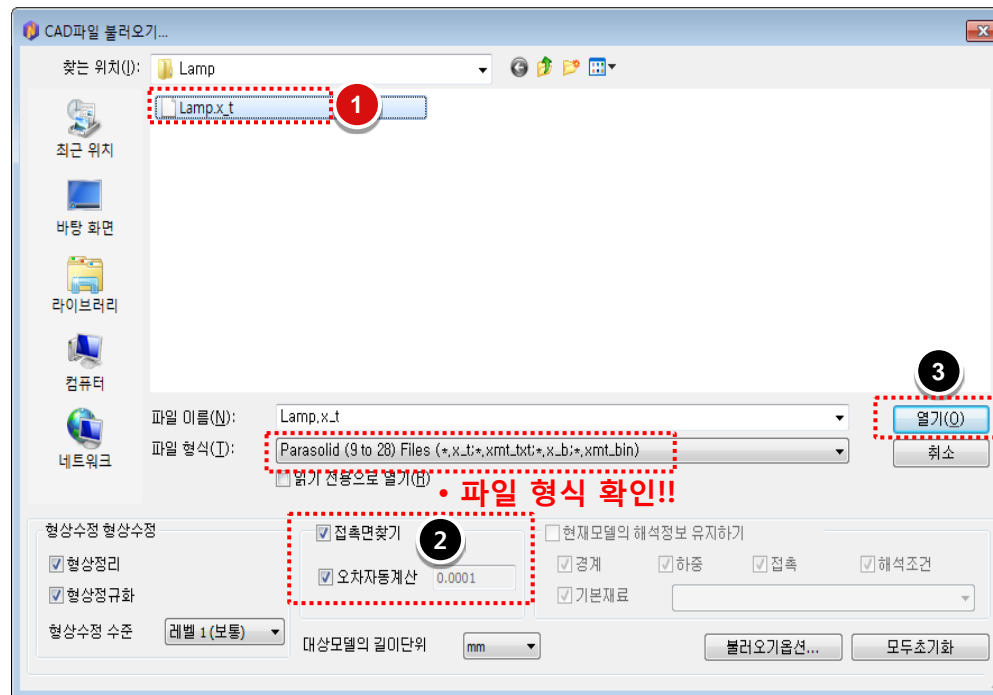 CAD파일 불러오기...
찾는 위치(I):
Lamp
Lamp.x_t
1
최근 위치
바탕 화면
라이브러리
컴퓨터
네트워크
3
파일 이름(N):
Lamp.x_t
열기(O)
파일 형식(T):
Parasolid (9 to 28) Files (*.x_t;*.xmt_txt;*.x_b;*.xmt_bin)
취소
읽기 전용으로 열기(R)
• 파일 형식 확인!!
형상수정 형상수정
접촉면찾기
2
현재모델의 해석정보 유지하기
형상정리
오차자동계산
0.0001
경계
하중
접촉
해석조건
형상정규화
기본재료
형상수정 수준
레벨 1(보통)
대상모델의 길이단위
mm
불러오기옵션...
모두초기화